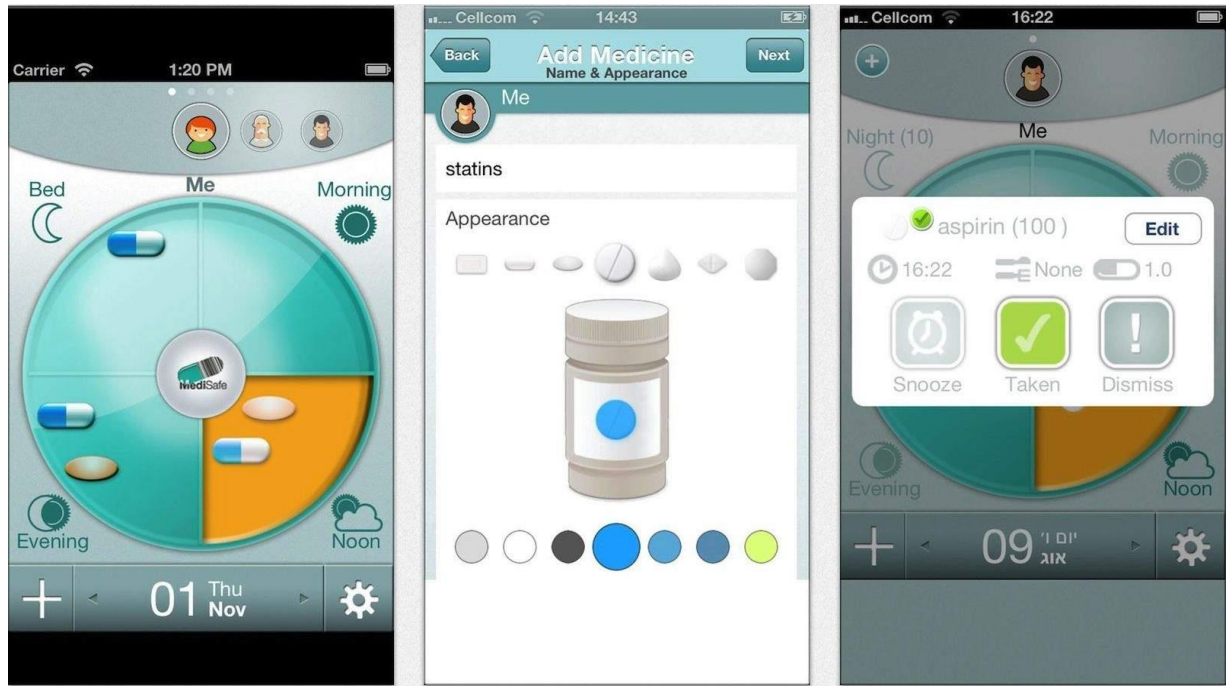 Carrier
1:20 PM
Me
Bed
Morning
MediSafe
Evening
Noon
01 Thu
Nov
Cellcom
14:43
Back
Add Medicine
Next
Name & Appearance
Me
statins
Appearance
Cellcom
16:22
+
Me
Night (10)
Morning
aspirin (100 )
Edit
16:22
None
1.0
Snooze
Taken
Dismiss
Evening
Noon
09 יום ו'
אוג